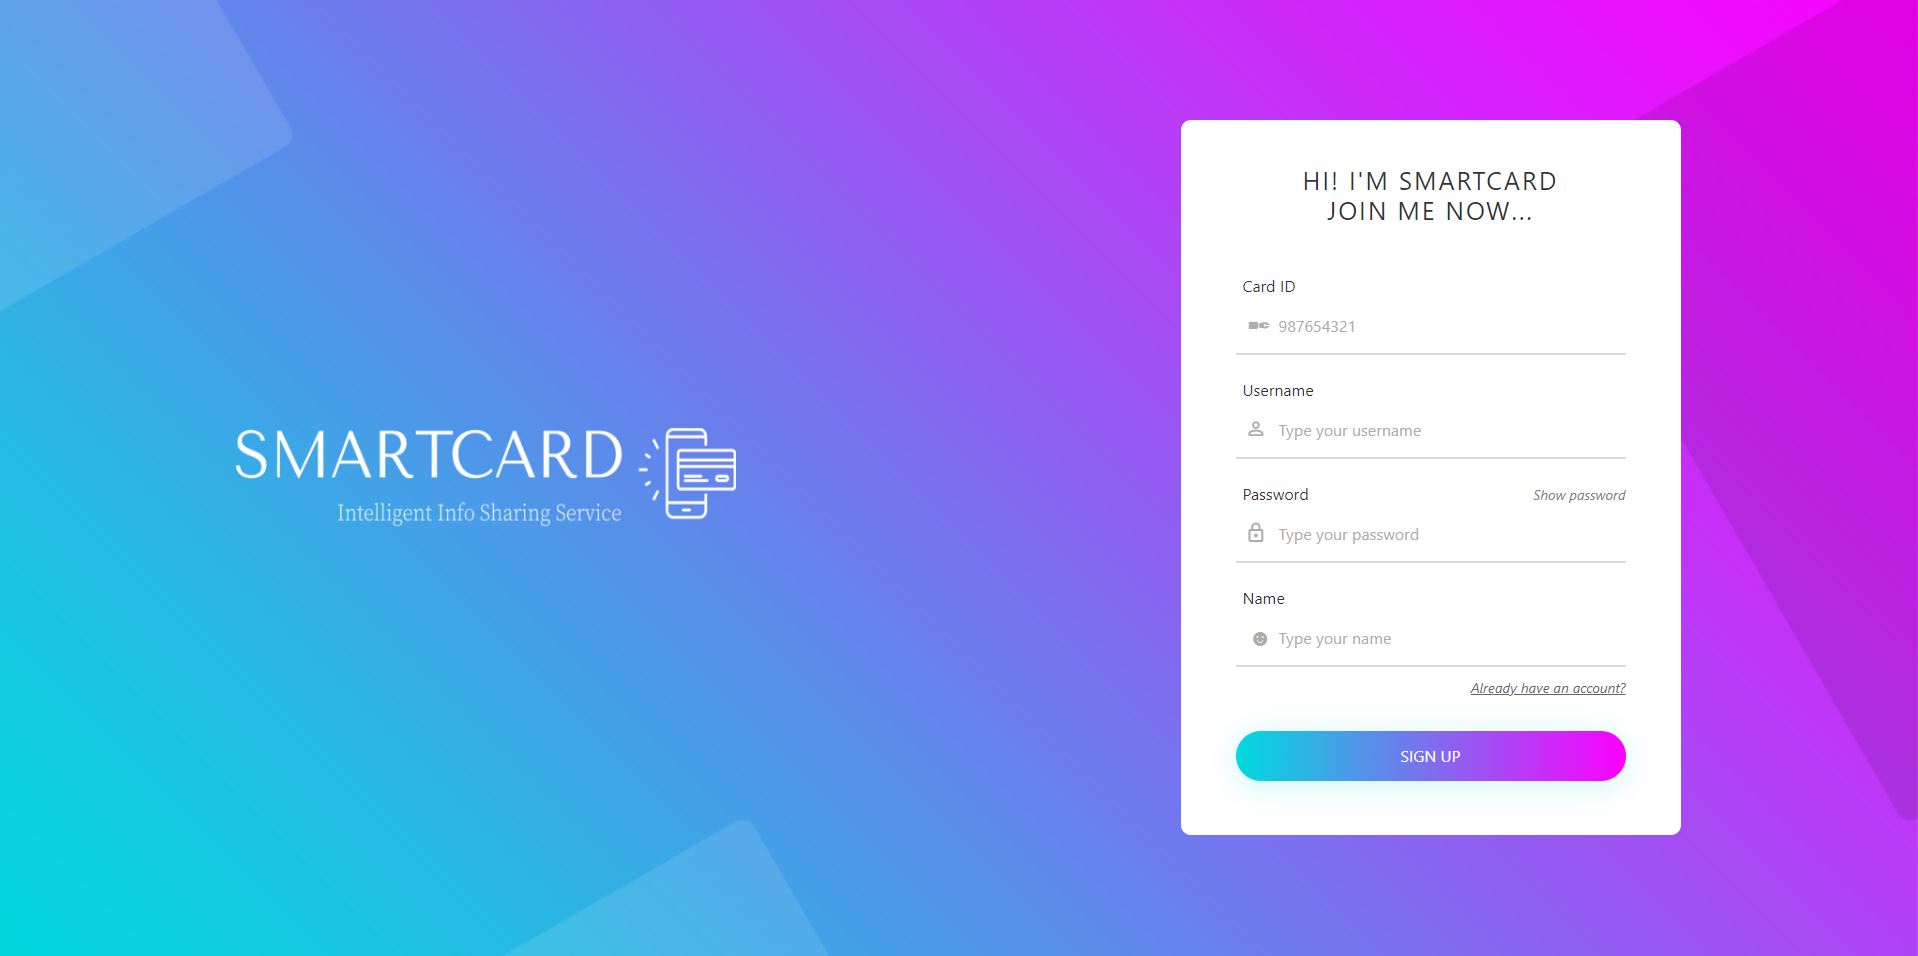 SMARTCARD
Intelligent Info Sharing Service
HI! I'M SMARTCARD
JOIN ME NOW...
Card ID
987654321
Username
Type your username
Password Show password
Type your password
Name
Type your name
Already have an account?
SIGN UP